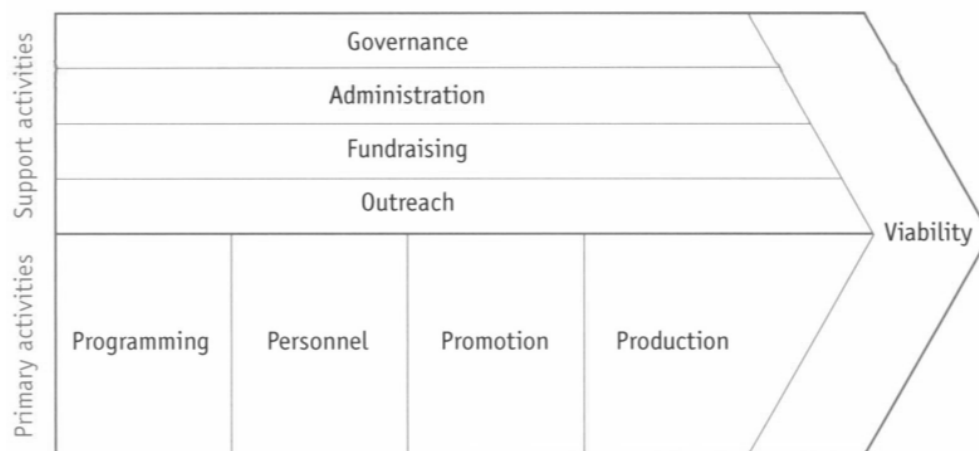 Support activities
Governance
Administration
Fundraising
Outreach
Viability
Primary activities
Programming
Personnel
Promotion
Production